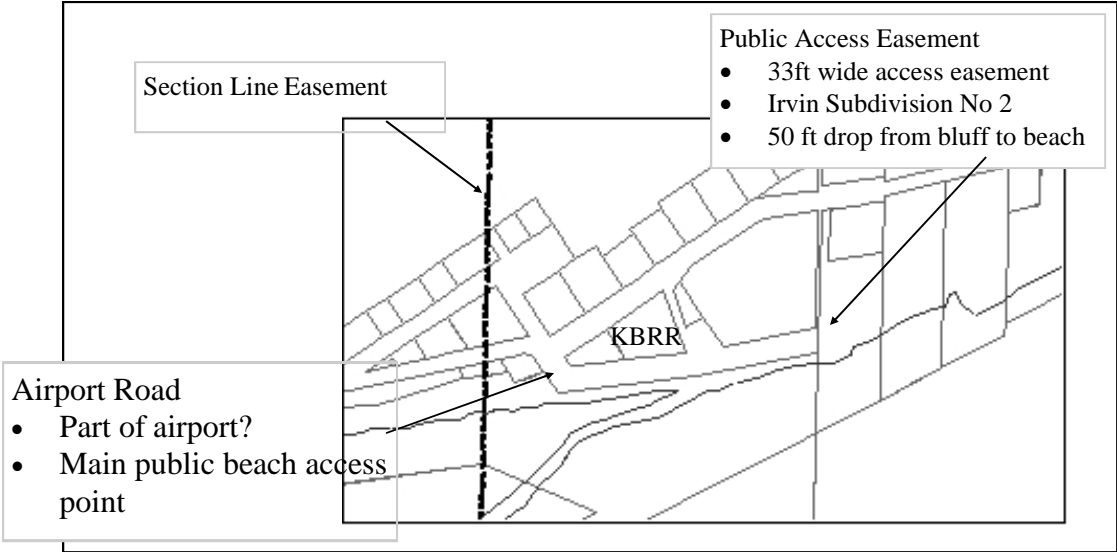 Section Line Easement
Public Access Easement
• 33ft wide access easement
• Irvin Subdivision No 2
• 50 ft drop from bluff to beach
KBRR
Airport Road
• Part of airport?
• Main public beach access
point